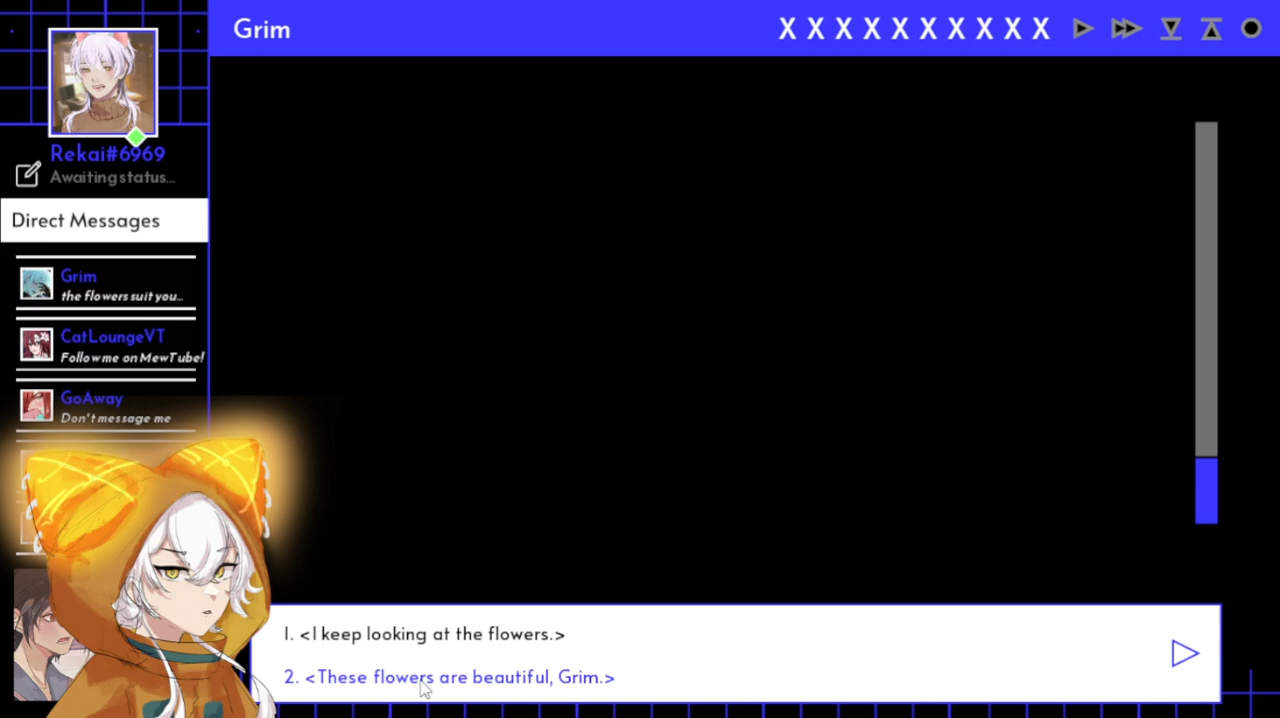 Grim
X X X X X X X X X X
Rekai#6969
Awaiting status...
Direct Messages
Grim
the flowers suit you...
CatLoungeVT
Follow me on MewTube!
GoAway
Don't message me
1. <I keep looking at the flowers.>
2. <These flowers are beautiful, Grim.>